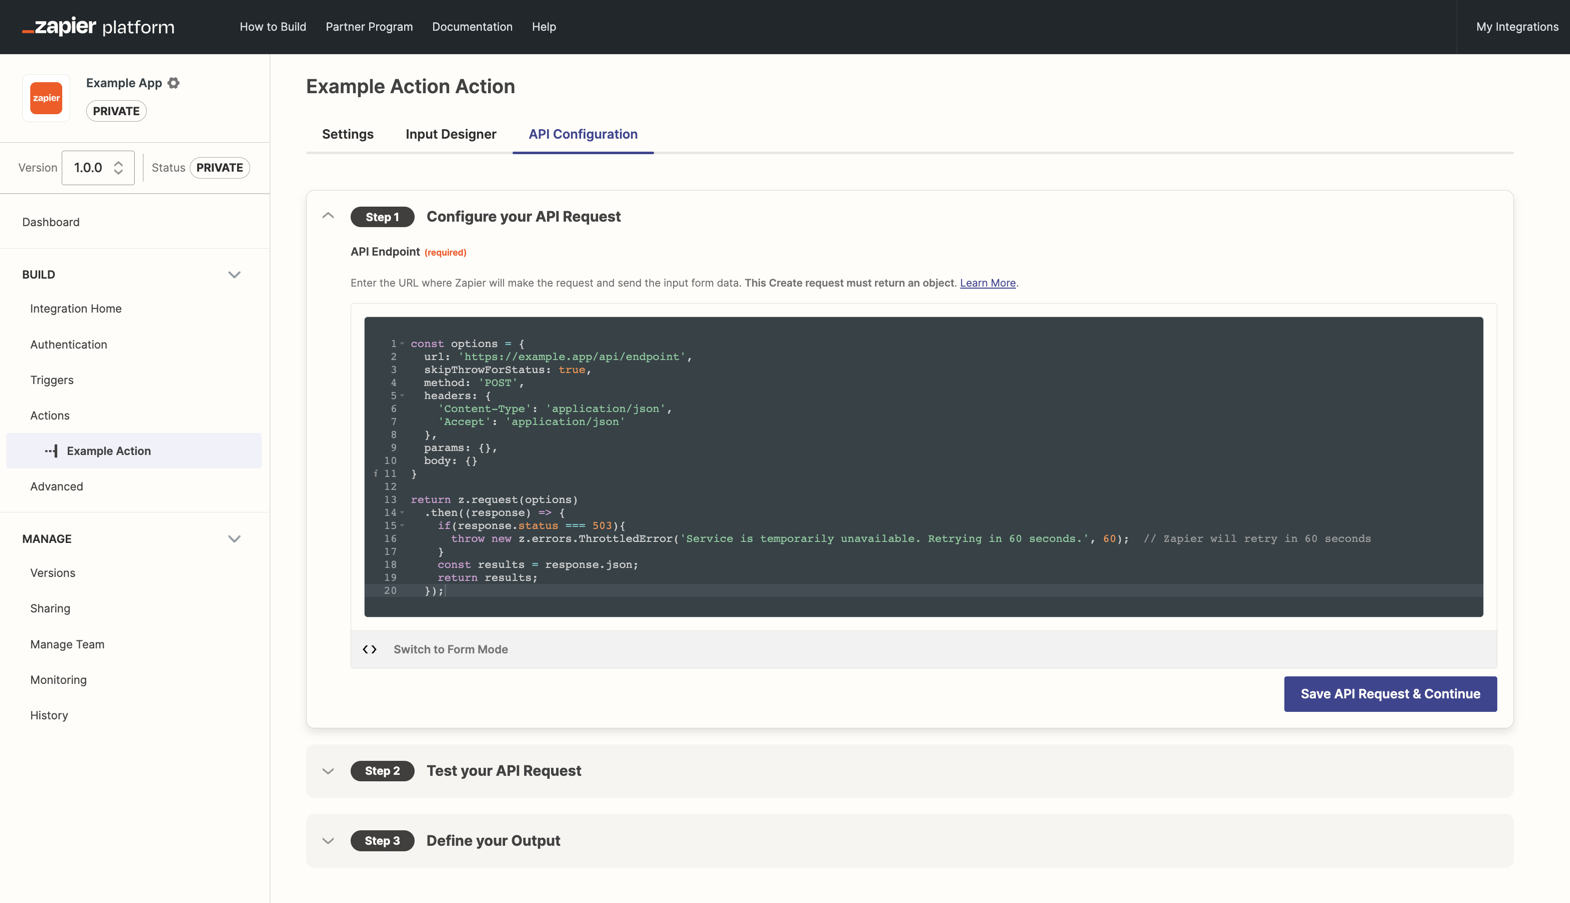 zapier platform
How to Build
Partner Program
Documentation
Help
My Integrations
zapier
Example App
PRIVATE
Version 1.0.0 Status PRIVATE
Dashboard
BUILD
Integration Home
Authentication
Triggers
Actions
Example Action
Advanced
MANAGE
Versions
Sharing
Manage Team
Monitoring
History
Example Action Action
Settings
Input Designer
API Configuration
Step 1 Configure your API Request
API Endpoint (required)
Enter the URL where Zapier will make the request and send the input form data. This Create request must return an object. Learn More.
1 const options = {
2 url: 'https://example.app/api/endpoint',
3 skipThrowForStatus: true,
4 method: 'POST',
5 headers: {
6 'Content-Type': 'application/json',
7 'Accept': 'application/json'
8 },
9 params: {},
10 body: {}
i 11 }
12
13 return z.request(options)
14 .then((response) => {
15 if(response.status === 503){
16 throw new z.errors.ThrottledError('Service is temporarily unavailable. Retrying in 60 seconds.', 60); // Zapier will retry in 60 seconds
17 }
18 const results = response.json;
19 return results;
20 });
Switch to Form Mode
Save API Request & Continue
Step 2 Test your API Request
Step 3 Define your Output